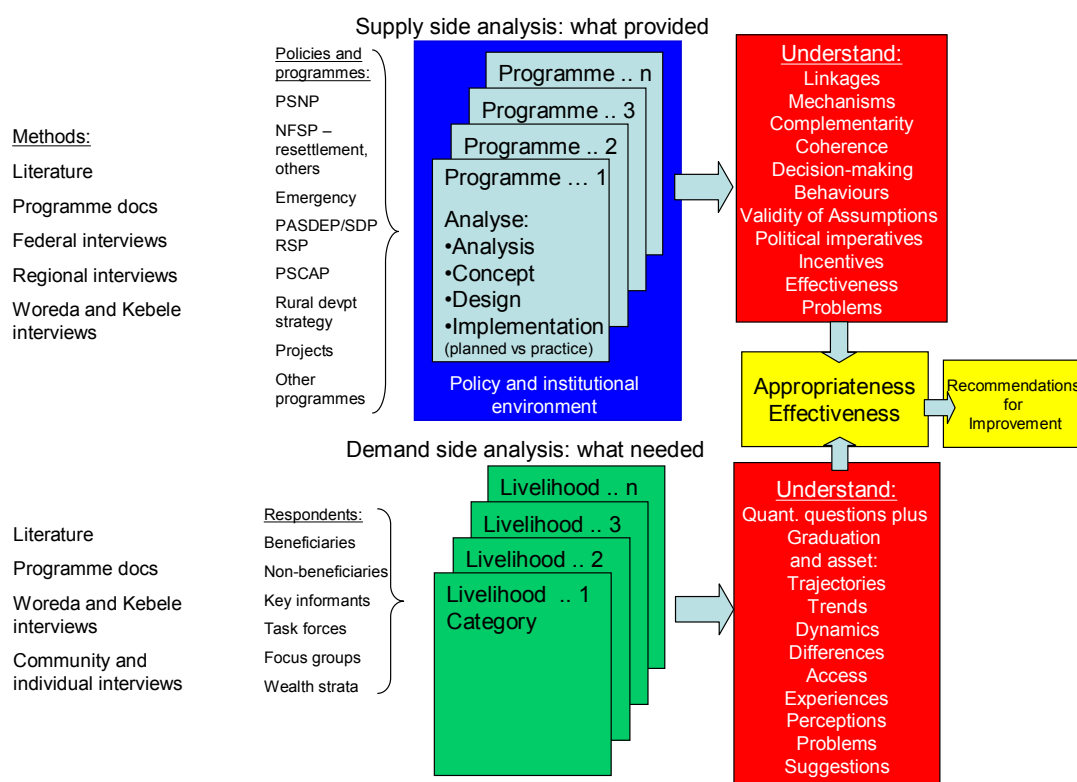 Supply side analysis: what provided
Methods:
Literature
Programme docs
Federal interviews
Regional interviews
Woreda and Kebele
interviews
Policies and
programmes:
PSNP
NFSP –
resettlement,
others
Emergency
PASDEP/SDP
RSP
PSCAP
Rural devpt
strategy
Projects
Other
programmes
Programme .. n
Programme .. 3
Programme .. 2
Programme ... 1
Analyse:
•Analysis
•Concept
•Design
•Implementation
(planned vs practice)
Policy and institutional
environment
Understand:
Linkages
Mechanisms
Complementarity
Coherence
Decision-making
Behaviours
Validity of Assumptions
Political imperatives
Incentives
Effectiveness
Problems
Appropriateness
Effectiveness
Recommendations
for
Improvement
Demand side analysis: what needed
Literature
Programme docs
Woreda and Kebele
interviews
Community and
individual interviews
Respondents:
Beneficiaries
Non-beneficiaries
Key informants
Task forces
Focus groups
Wealth strata
Livelihood .. n
Livelihood .. 3
Livelihood .. 2
Livelihood .. 1
Category
Understand:
Quant. questions plus
Graduation
and asset:
Trajectories
Trends
Dynamics
Differences
Access
Experiences
Perceptions
Problems
Suggestions